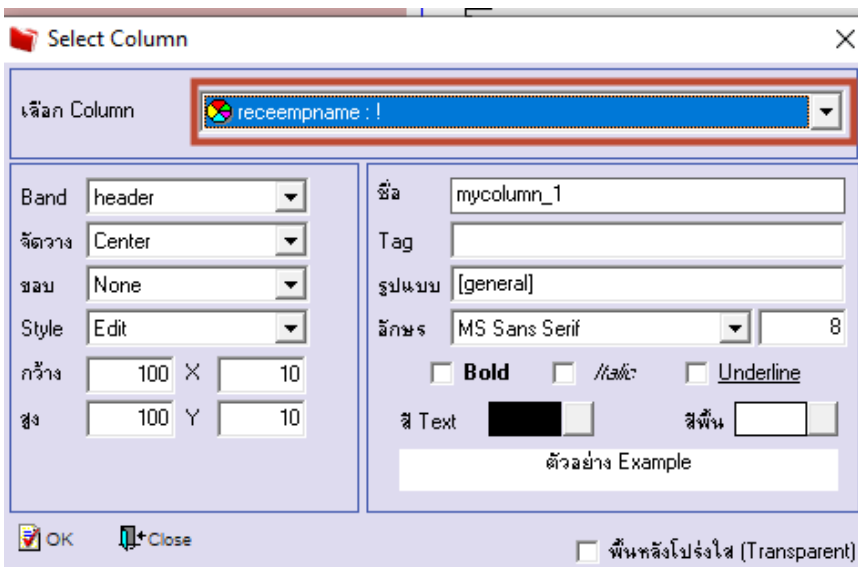 Select Column
เลือก Column
receempname : !
Band header
จัดวาง Center
ขอบ None
Style Edit
กว้าง 100 X 10
สูง 100 Y 10
ชื่อ mycolumn_1
Tag
รูปแบบ [general]
อักษร MS Sans Serif 8
Bold Italic Underline
สี Text สีพื้น
ตัวอย่าง Example
OK Close
พื้นหลังโปร่งใส (Transparent)